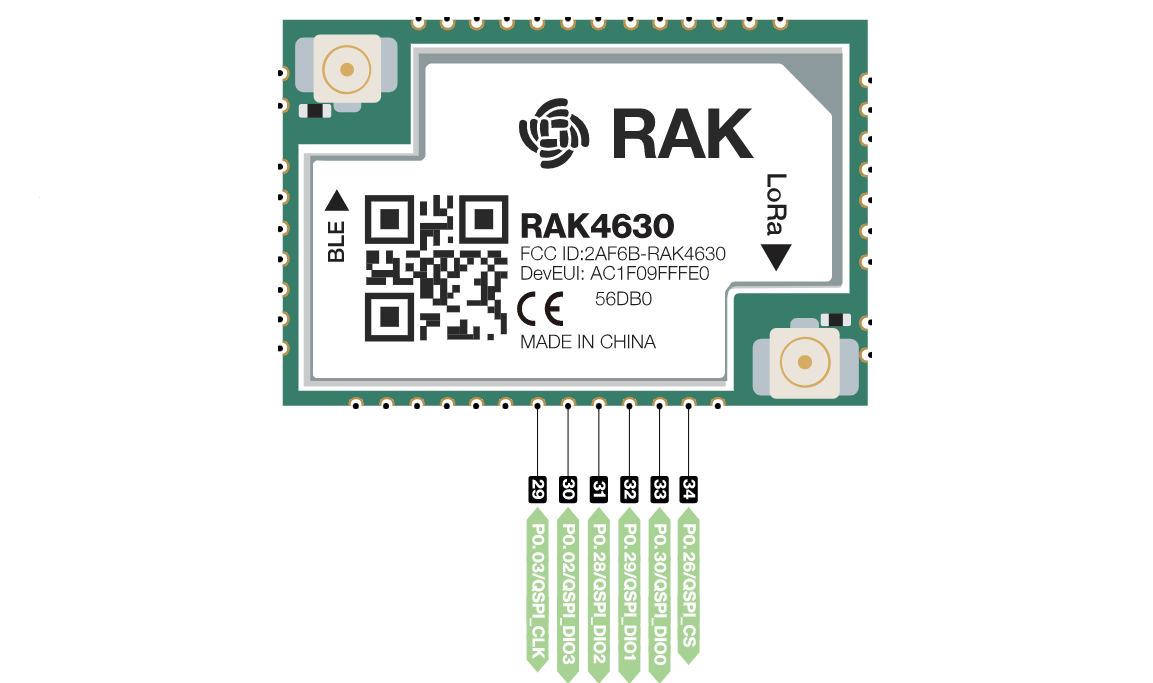 RAK
LoRa
BLE
RAK4630
FCC ID:2AF6B-RAK4630
DevEUI: AC1F09FFFE0
56DB0
CE
MADE IN CHINA
29
30
31
32
33
34
P0.03/QSPI_CLK
P0.02/QSPI_DIO3
P0.28/QSPI_DIO2
P0.29/QSPI_DIO1
P0.30/QSPI_DIO0
P0.26/QSPI_CS